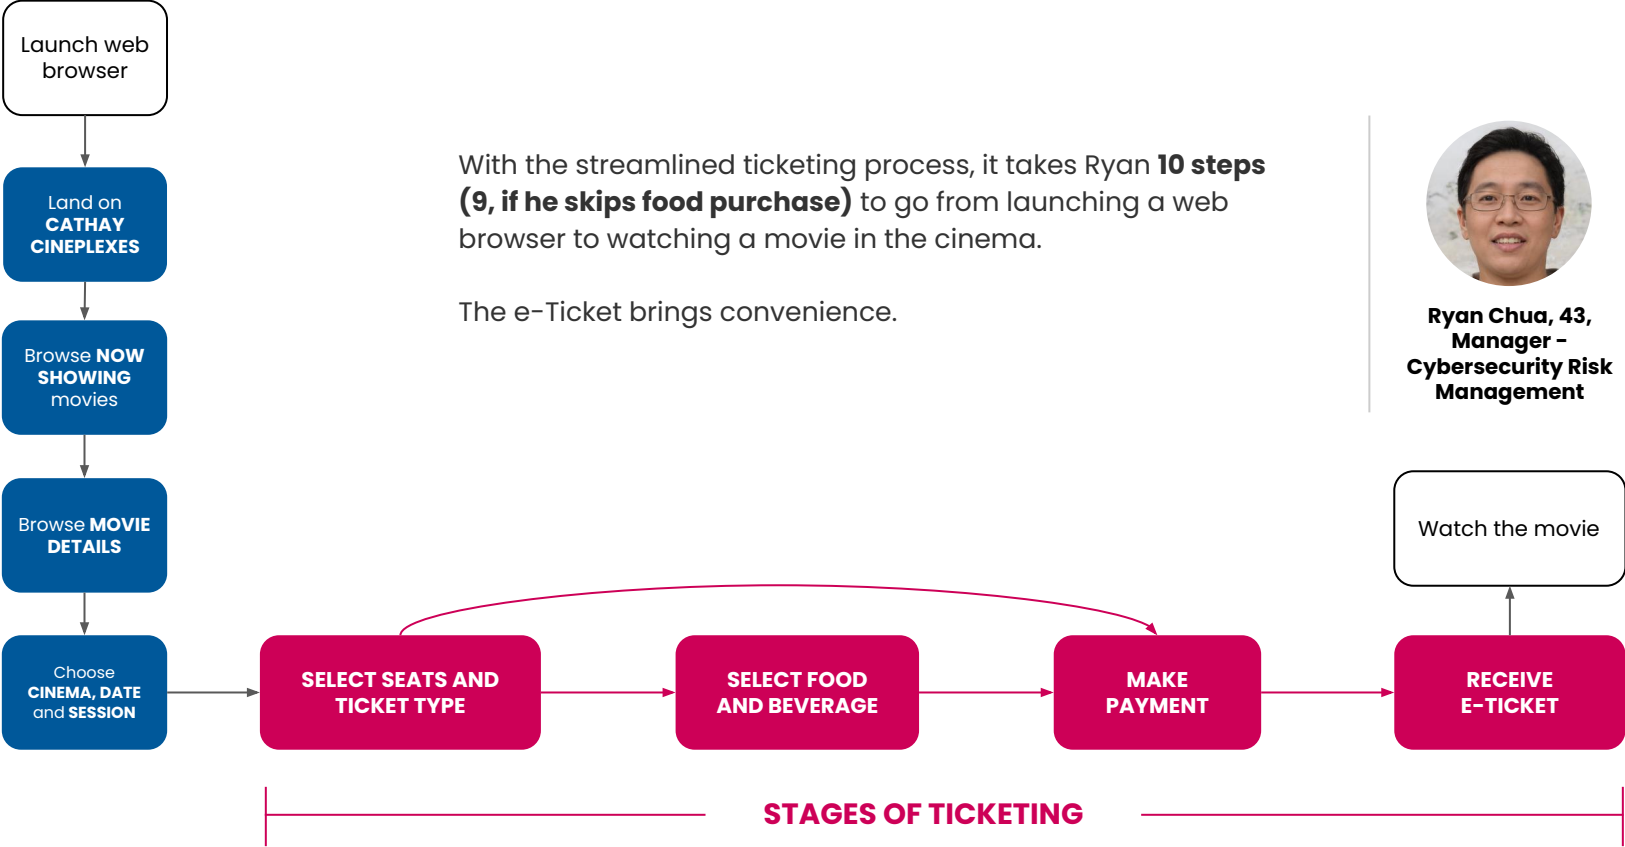 Launch web
browser
Land on
CATHAY
CINEPLEXES
Browse NOW
SHOWING
movies
Browse MOVIE
DETAILS
Choose
CINEMA, DATE
and SESSION
With the streamlined ticketing process, it takes Ryan 10 steps
(9, if he skips food purchase) to go from launching a web
browser to watching a movie in the cinema.
The e-Ticket brings convenience.
Ryan Chua, 43,
Manager -
Cybersecurity Risk
Management
SELECT SEATS AND
TICKET TYPE
SELECT FOOD
AND BEVERAGE
MAKE
PAYMENT
RECEIVE
E-TICKET
Watch the movie
STAGES OF TICKETING